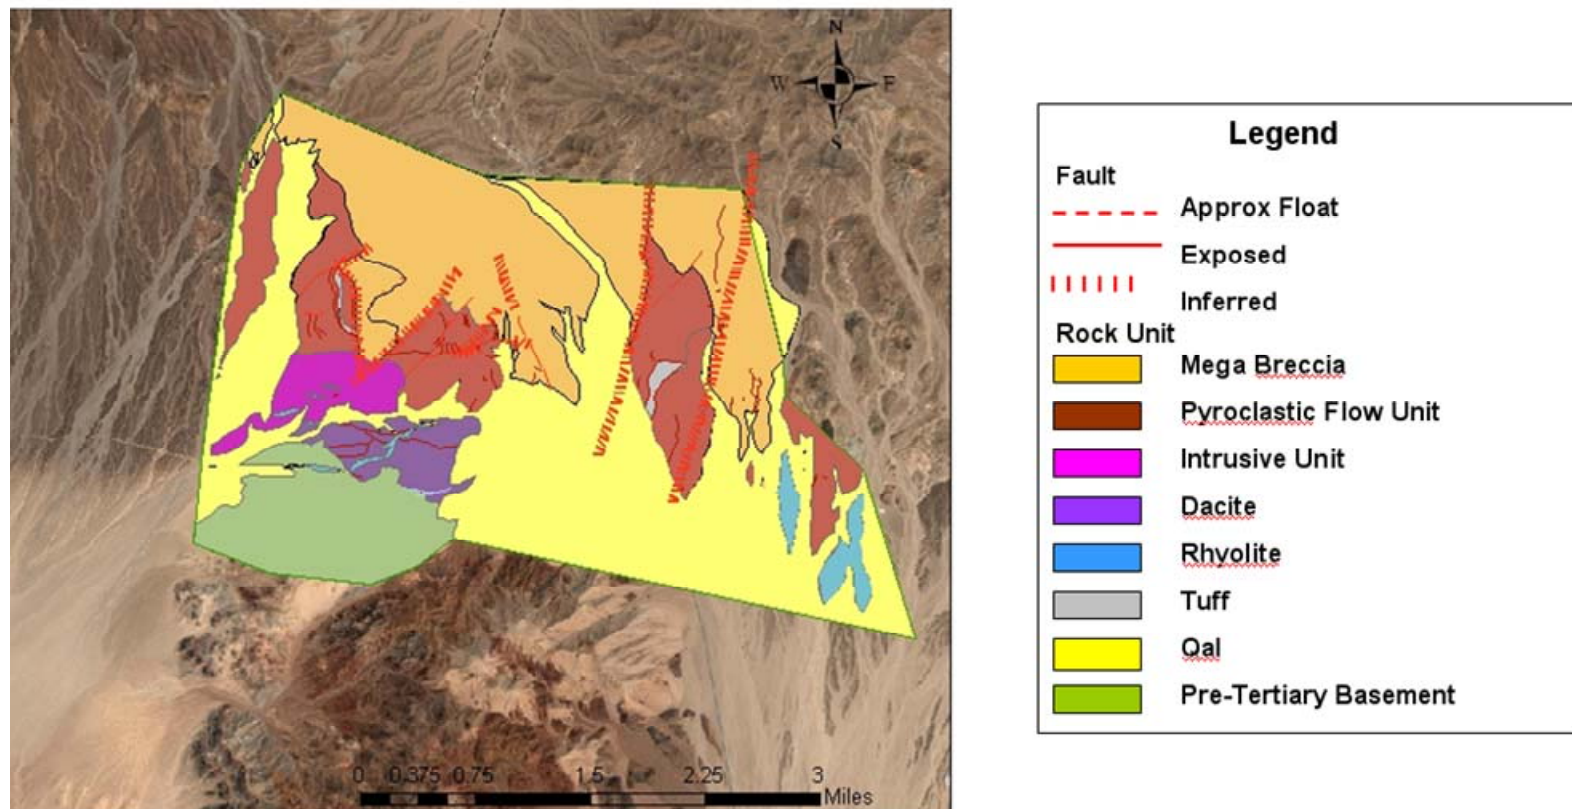 N
W E
S
0 0.375 0.75 1.5 2.25 3
Miles
Legend
Fault
Approx Float
Exposed
Inferred
Rock Unit
Mega Breccia
Pyroclastic Flow Unit
Intrusive Unit
Dacite
Rhyolite
Tuff
Qal
Pre-Tertiary Basement